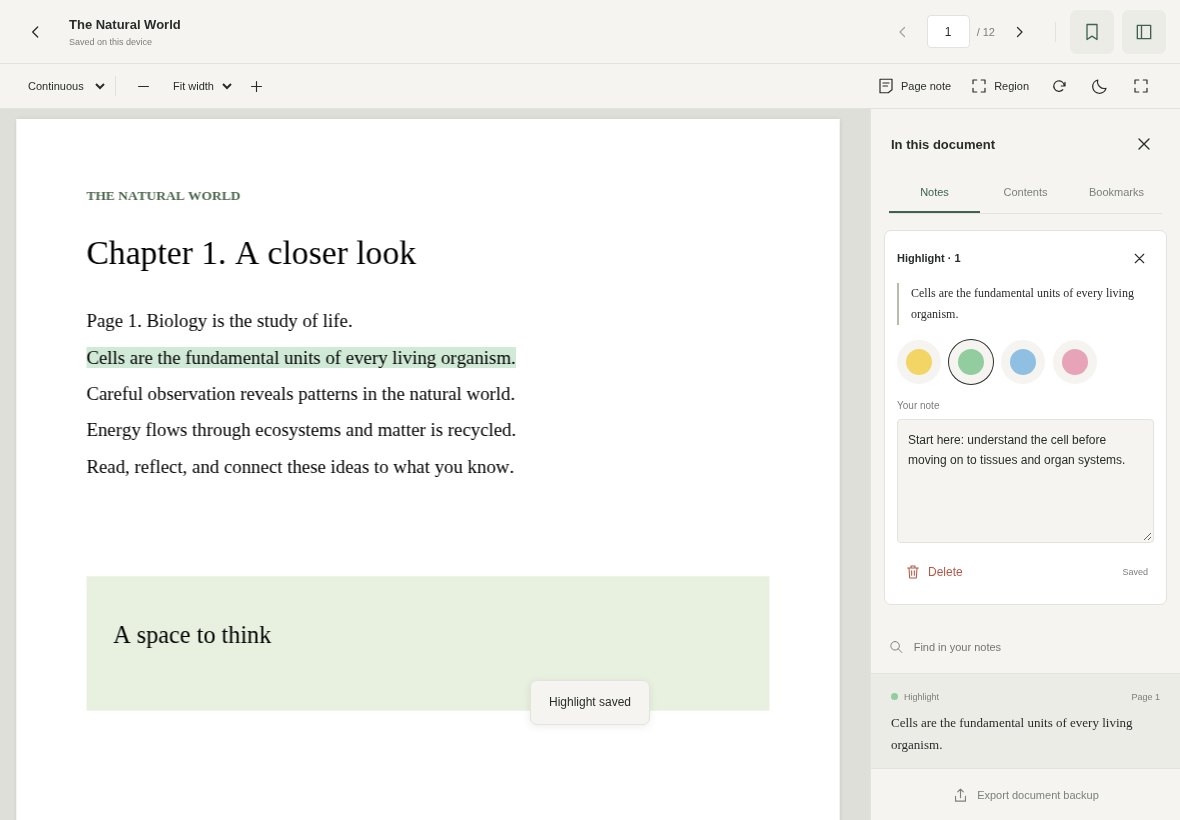 The Natural World
Saved on this device
1 / 12
Continuous
Fit width
Page note
Region
THE NATURAL WORLD
Chapter 1. A closer look
Page 1. Biology is the study of life.
Cells are the fundamental units of every living organism.
Careful observation reveals patterns in the natural world.
Energy flows through ecosystems and matter is recycled.
Read, reflect, and connect these ideas to what you know.
A space to think
Highlight saved
In this document
Notes Contents Bookmarks
Highlight · 1
Cells are the fundamental units of every living
organism.
Your note
Start here: understand the cell before
moving on to tissues and organ systems.
Delete
Saved
Find in your notes
Highlight Page 1
Cells are the fundamental units of every living
organism.
Export document backup